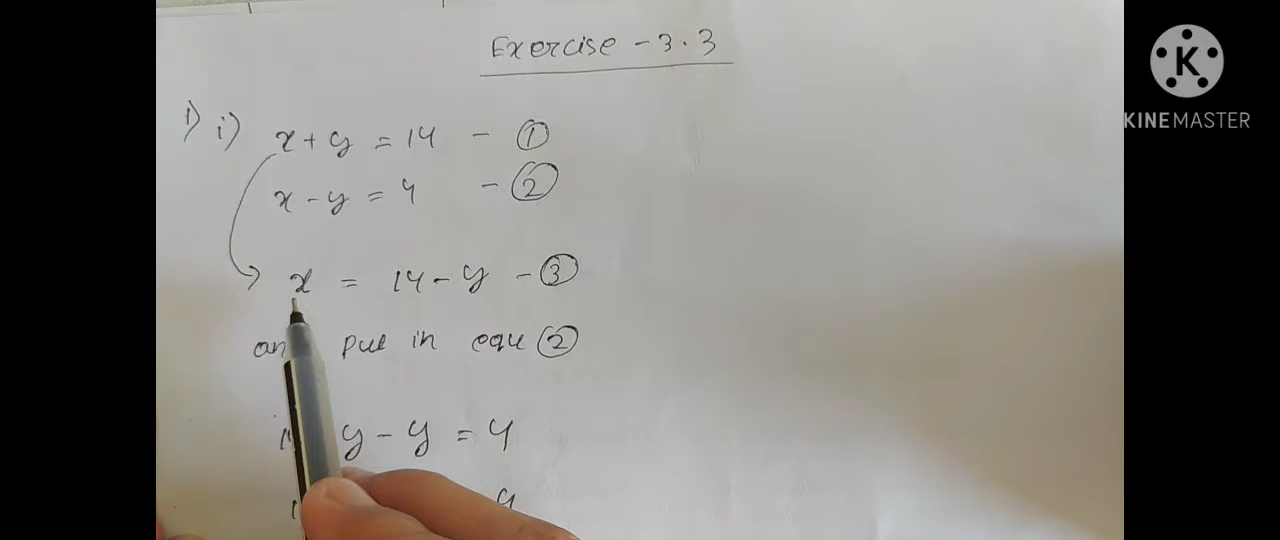 Exercise - 3.3
1) i) x + y = 14 - ①
x - y = 4 - ②
x = 14 - y - ③
put in equ ②
y - y = 4
K
KINEMASTER